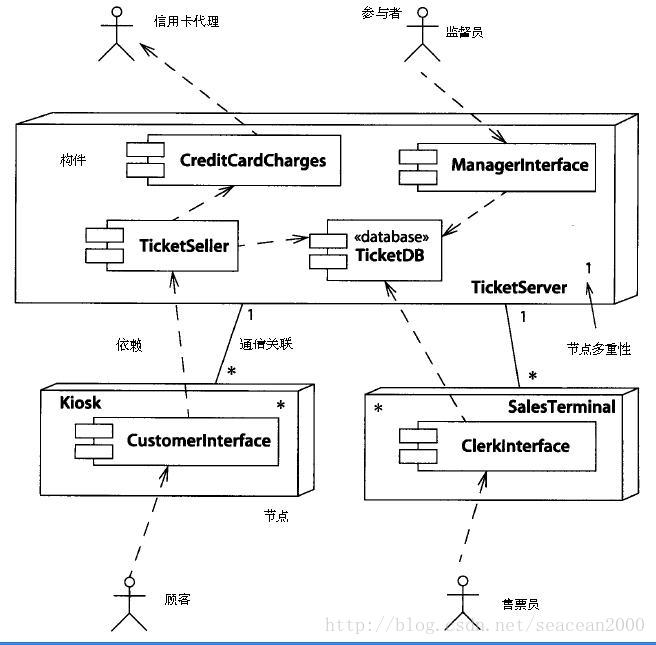 参与者
信用卡代理
监督员
构件
CreditCardCharges
ManagerInterface
TicketSeller
«database»
TicketDB
TicketServer
1
1
1
依赖
通信关联
节点多重性
*
*
Kiosk
*
*
SalesTerminal
CustomerInterface
ClerkInterface
节点
顾客
售票员
http://blog.csdn.net/seacean2000